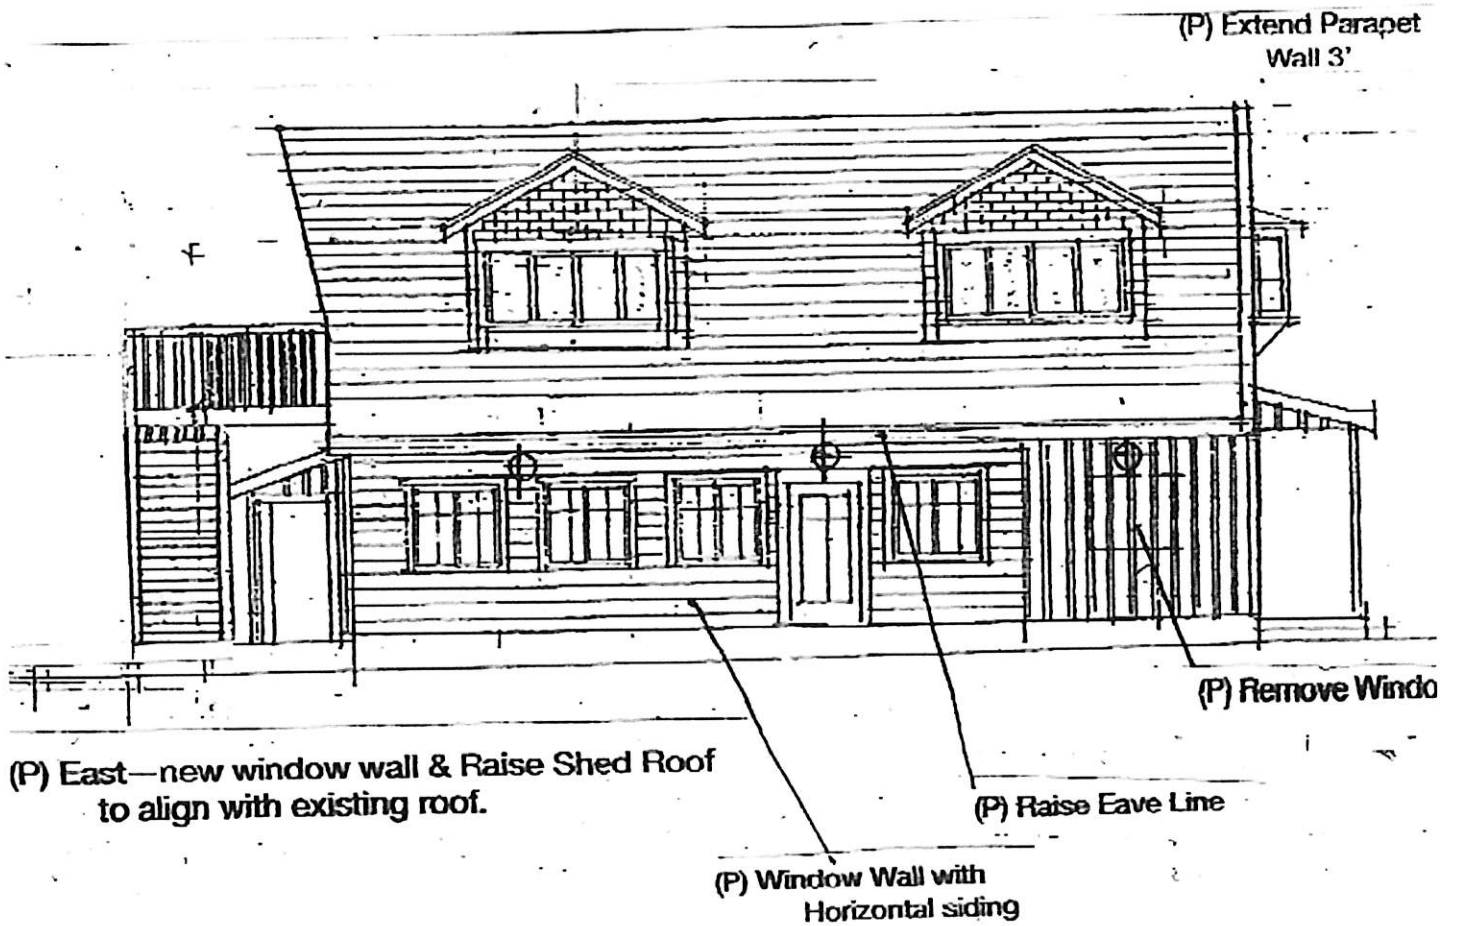 (P) Extend Parapet
Wall 3'
(P) Remove Windo
(P) East—new window wall & Raise Shed Roof
to align with existing roof.
(P) Raise Eave Line
(P) Window Wall with
Horizontal siding